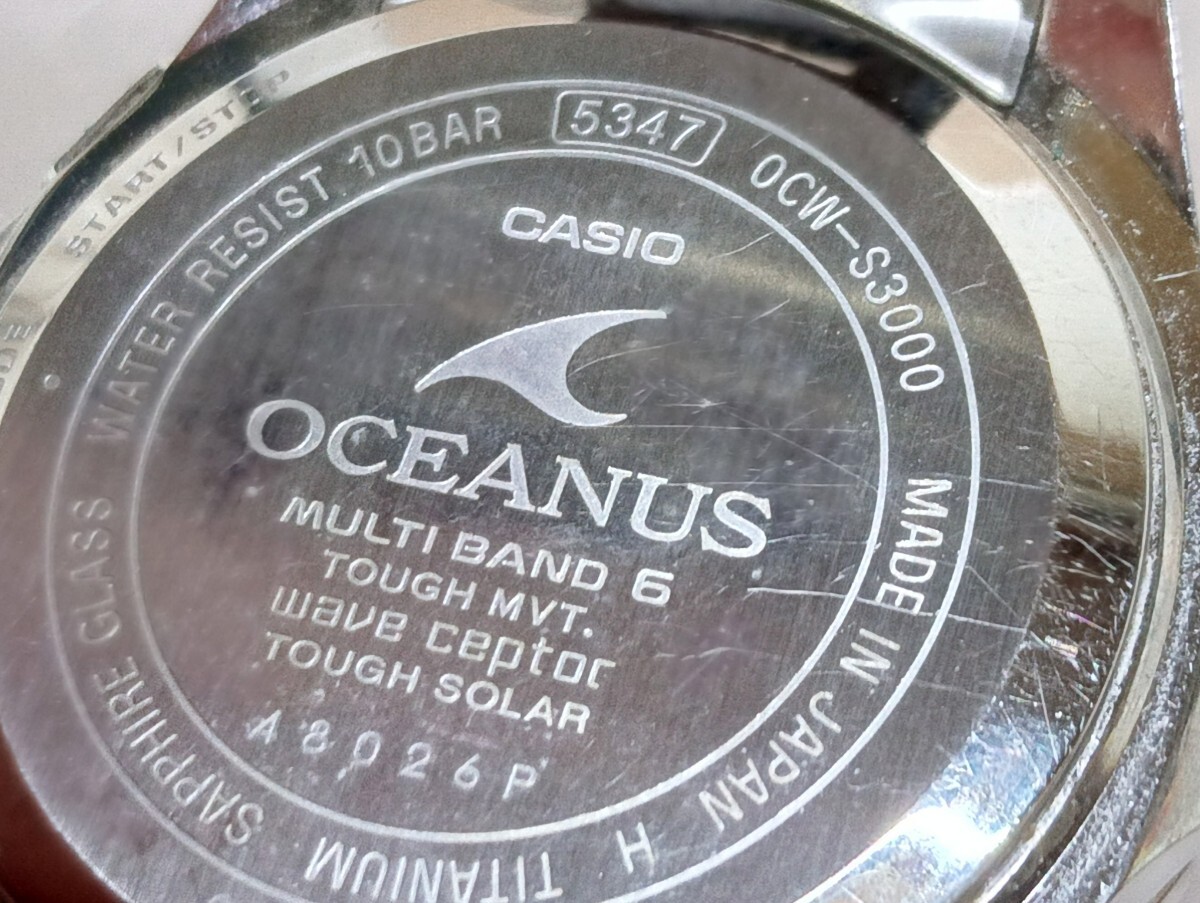 START/STEP
WATER RESIST 10BAR
5347
OCW-S3000
MADE IN JAPAN H
TITANIUM
SAPPHIRE GLASS
CASIO
OCEANUS
MULTI BAND 6
TOUGH MVT.
wave ceptor
TOUGH SOLAR
A8026P